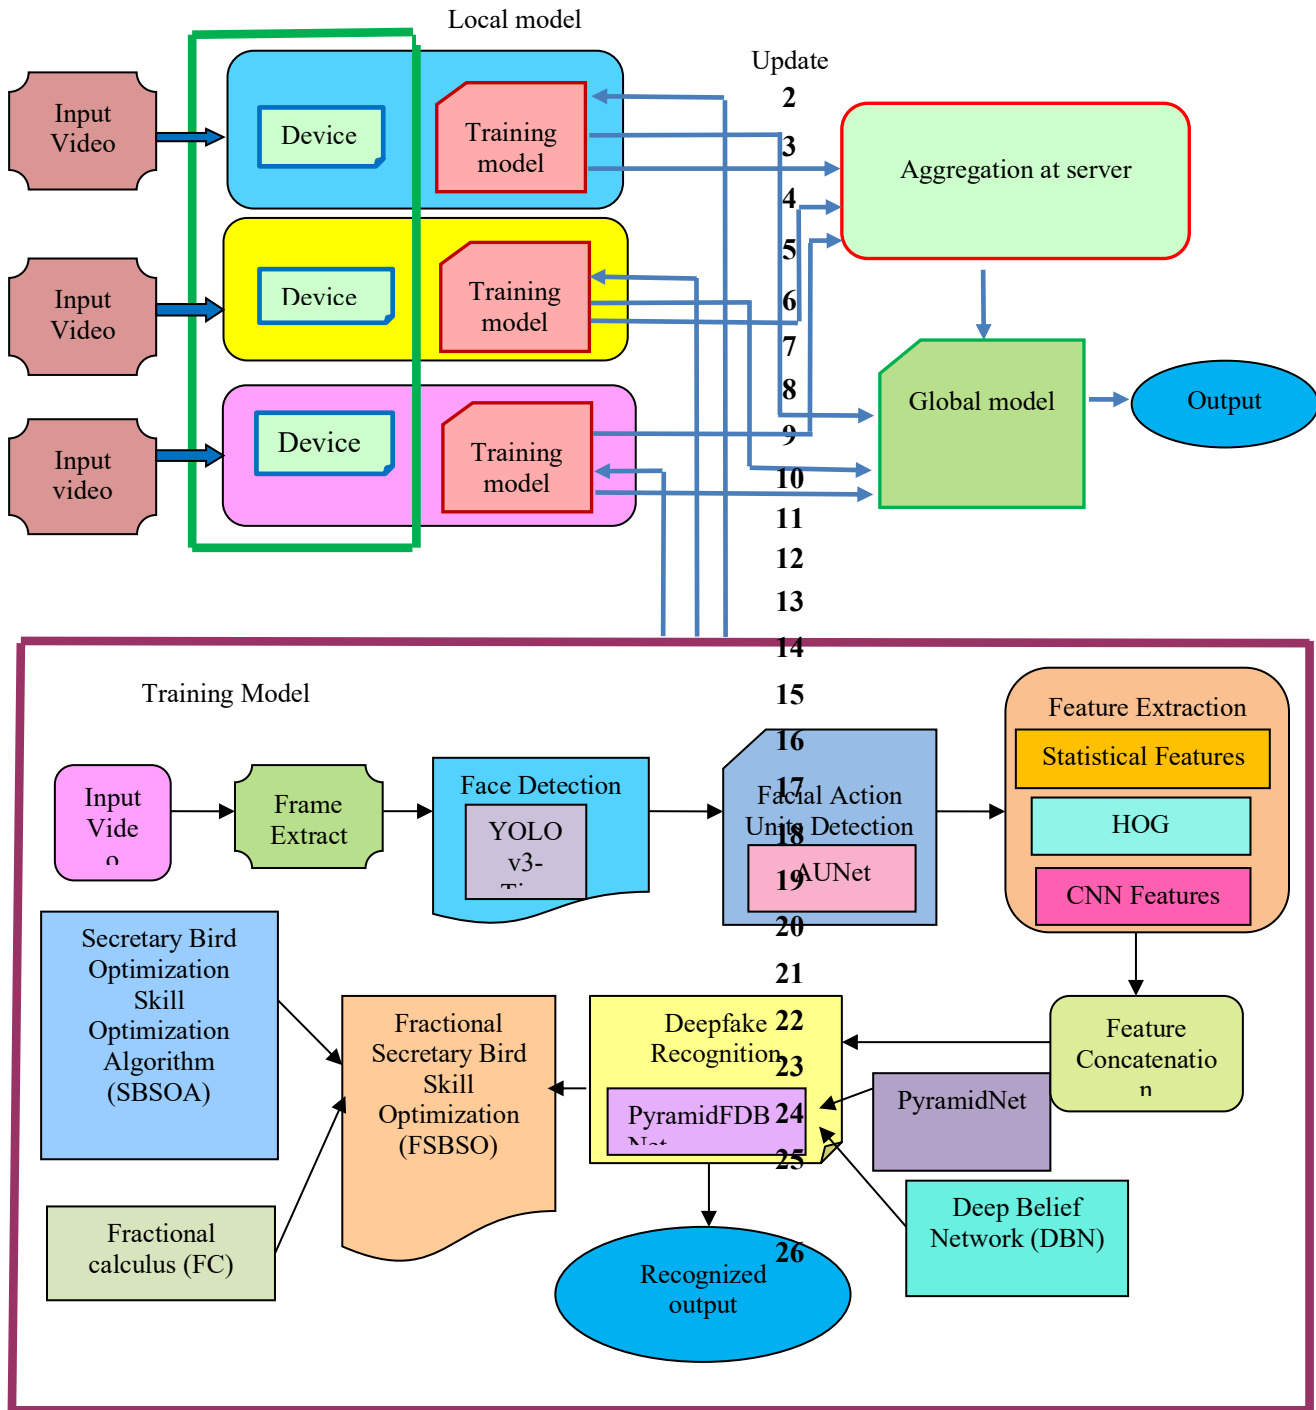 Local model
Update
Input
Video
Device
Training
model
Aggregation at server
Input
Video
Device
Training
model
Global model
Output
Input
video
Device
Training
model
2
3
4
5
6
7
8
9
10
11
12
13
14
15
16
17
18
19
20
21
22
23
24
25
26
Training Model
Input
Vide
o
Frame
Extract
Face Detection
YOLO
v3-
Facial Action
Units Detection
AUNet
Feature Extraction
Statistical Features
HOG
CNN Features
Secretary Bird
Optimization
Skill
Optimization
Algorithm
(SBSOA)
Fractional
Secretary Bird
Skill
Optimization
(FSBSO)
Deepfake
Recognition
PyramidFDB
Net
PyramidNet
Feature
Concatenatio
n
Fractional
calculus (FC)
Deep Belief
Network (DBN)
Recognized
output